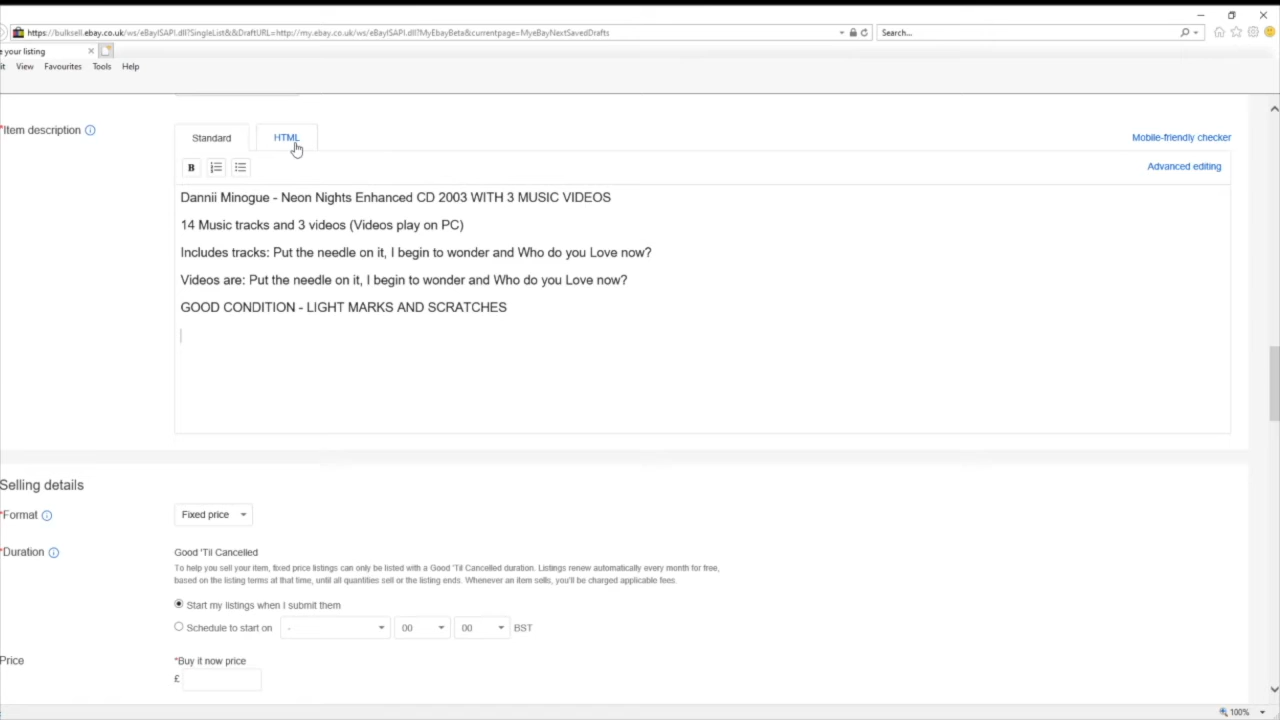 https://bulksell.ebay.co.uk/ws/eBayISAPI.dll?SingleList&&DraftURL=http://my.ebay.co.uk/ws/eBayISAPI.dll?MyEbayBeta&currentpage=MyeBayNextSavedDrafts
Search...
e your listing
it View Favourites Tools Help
*Item description
Standard HTML
Mobile-friendly checker
B
Advanced editing
Dannii Minogue - Neon Nights Enhanced CD 2003 WITH 3 MUSIC VIDEOS
14 Music tracks and 3 videos (Videos play on PC)
Includes tracks: Put the needle on it, I begin to wonder and Who do you Love now?
Videos are: Put the needle on it, I begin to wonder and Who do you Love now?
GOOD CONDITION - LIGHT MARKS AND SCRATCHES
Selling details
*Format
Fixed price
*Duration
Good 'Til Cancelled
To help you sell your item, fixed price listings can only be listed with a Good 'Til Cancelled duration. Listings renew automatically every month for free,
based on the listing terms at that time, until all quantities sell or the listing ends. Whenever an item sells, you'll be charged applicable fees.
Start my listings when I submit them
Schedule to start on - 00 00 BST
Price
*Buy it now price
£
100%